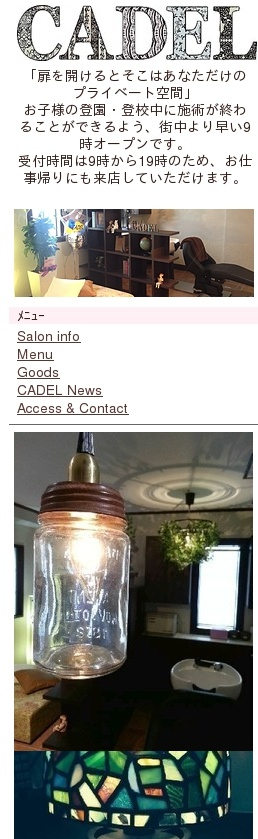 CADEL
「扉を開けるとそこはあなただけの
プライベート空間」
お子様の登園・登校中に施術が終わ
ることができるよう、街中より早い9
時オープンです。
受付時間は9時から19時のため、お仕
事帰りにも来店していただけます。
CADEL
ﾒﾆｭｰ
Salon info
Menu
Goods
CADEL News
Access & Contact